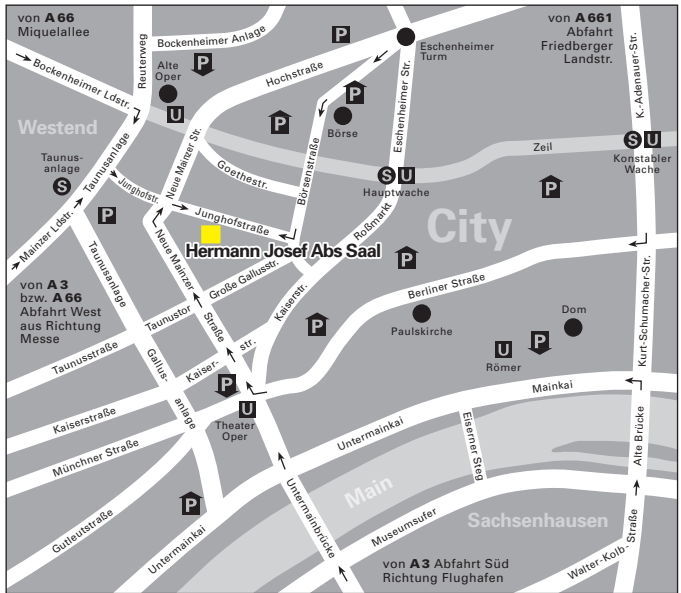 von A 66
Miquelallee
Reuterweg
Bockenheimer Anlage
P
P
Eschenheimer
Turm
von A 661
Abfahrt
Friedberger
Landstr.
K.-Adenauer-Str.
Bockenheimer Ldstr.
Alte
Oper
U
Hochstraße
P
P
Börse
Eschenheimer Str.
Westend
Taunusanlage
Neue Mainzer Str.
Zeil
S U
Konstabler
Wache
Taunus-
anlage
S
Junghofstr.
Goethestr.
Börsenstraße
S U
Hauptwache
P
P
Junghofstraße
Roßmarkt
City
Mainzer Ldstr.
Hermann Josef Abs Saal
P
von A 3
bzw. A 66
Abfahrt West
aus Richtung
Messe
Taunusanlage
Neue Mainzer
Straße
Taunustor
Große Gallusstr.
Kaiserstr.
Berliner Straße
Kurt-Schumacher-Str.
Paulskirche
Dom
P
U
Römer
P
Taunusstraße
Gallus-
anlage
Kaiser-
str.
P
Kaiserstraße
U
Theater
Oper
Mainkai
Münchner Straße
Untermainkai
Eiserner Steg
Alte Brücke
P
Main
Untermainbrücke
Gutleutstraße
Untermainkai
Museumsufer
Sachsenhausen
von A 3 Abfahrt Süd
Richtung Flughafen
Walter-Kolb-
Straße